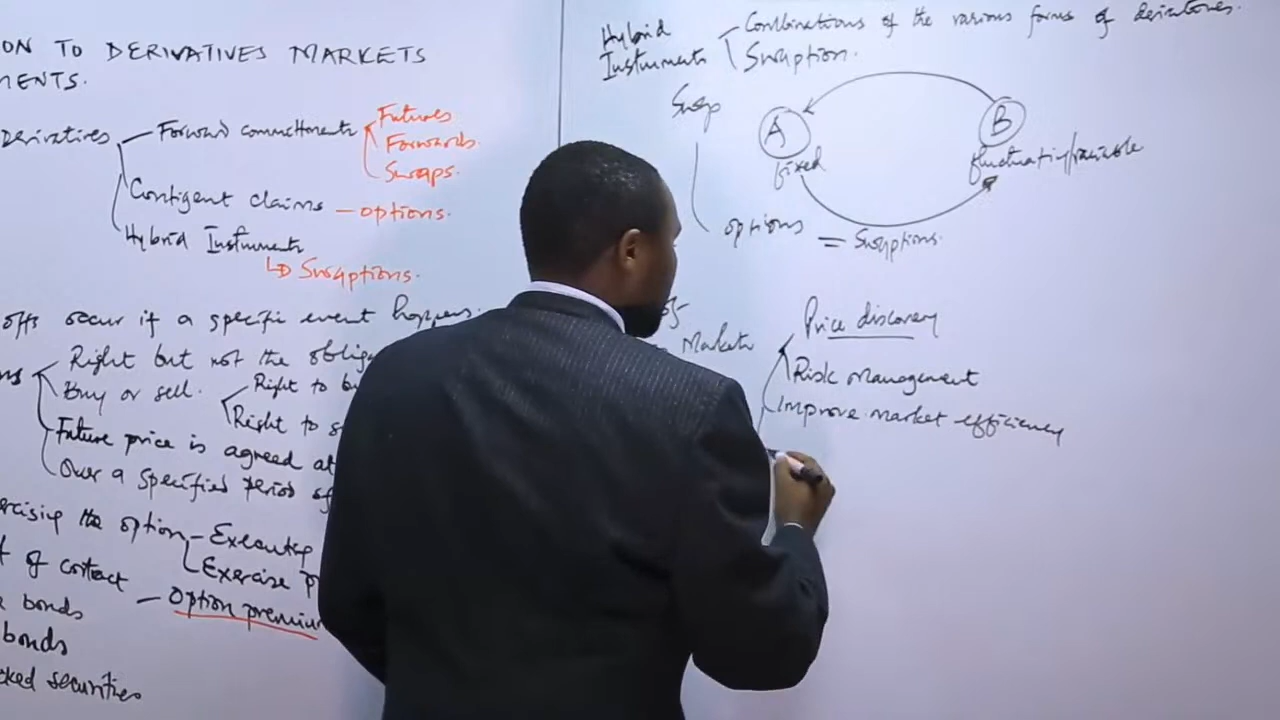 ON TO DERIVATIVES MARKETS
MENTS.
Derivatives
Forward commitments
Futures
Forwards.
Swaps.
Contigent claims - options.
Hybrid Instruments
Swaptions.
offs occur if a specific event happens.
Right but not the oblig
Buy or sell.
Right to bu
Right to s
Future price is agreed at
Over a specified period of
ercising the option - Executing
Exercise p
t of contract
- Option premium
bonds
bonds
cked securities
Hybrid
Instruments
Combinations of the various forms of derivatives.
Swaption.
Swap
A
fixed
B
fluctuating/variable
options = Swaptions.
of
Markets
Price discovery
Risk management
Improve market efficiency